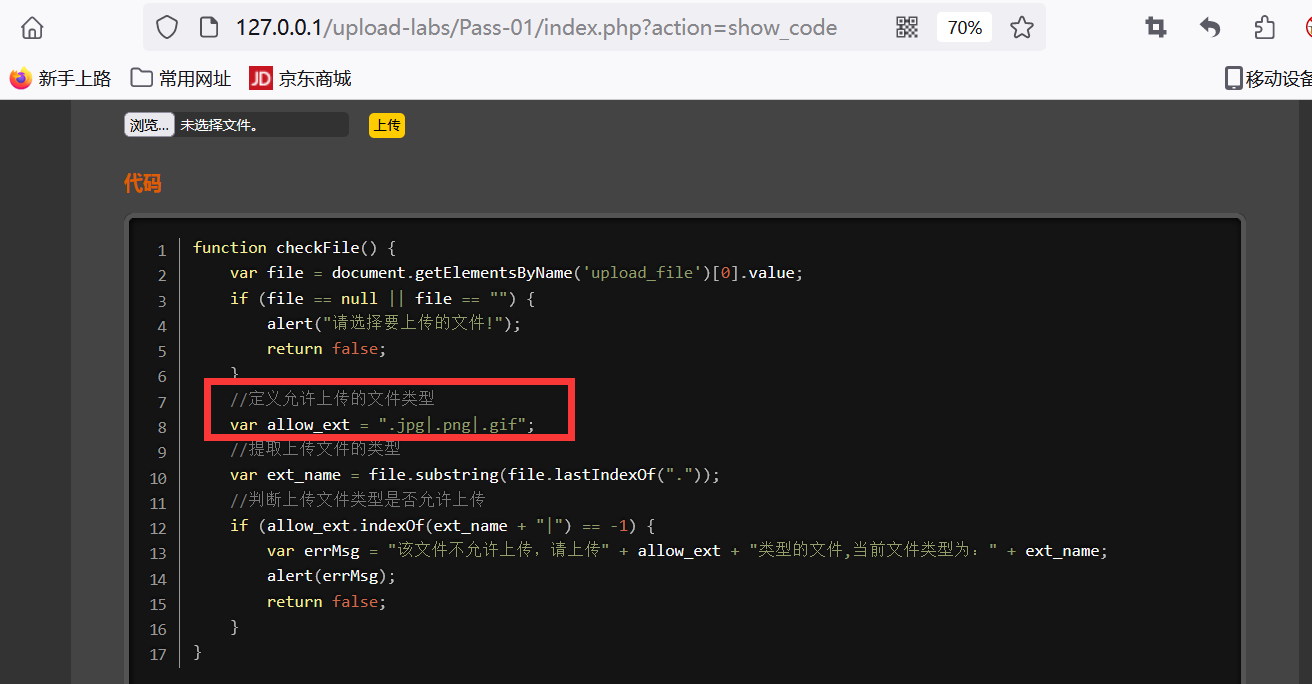 127.0.0.1/upload-labs/Pass-01/index.php?action=show_code
70%
新手上路 常用网址 JD 京东商城 移动设备
浏览... 未选择文件。 上传
代码
1 function checkFile() {
2     var file = document.getElementsByName('upload_file')[0].value;
3     if (file == null || file == "") {
4         alert("请选择要上传的文件!");
5         return false;
6     }
7     //定义允许上传的文件类型
8     var allow_ext = ".jpg|.png|.gif";
9     //提取上传文件的类型
10     var ext_name = file.substring(file.lastIndexOf("."));
11     //判断上传文件类型是否允许上传
12     if (allow_ext.indexOf(ext_name + "|") == -1) {
13         var errMsg = "该文件不允许上传，请上传" + allow_ext + "类型的文件,当前文件类型为：" + ext_name;
14         alert(errMsg);
15         return false;
16     }
17 }